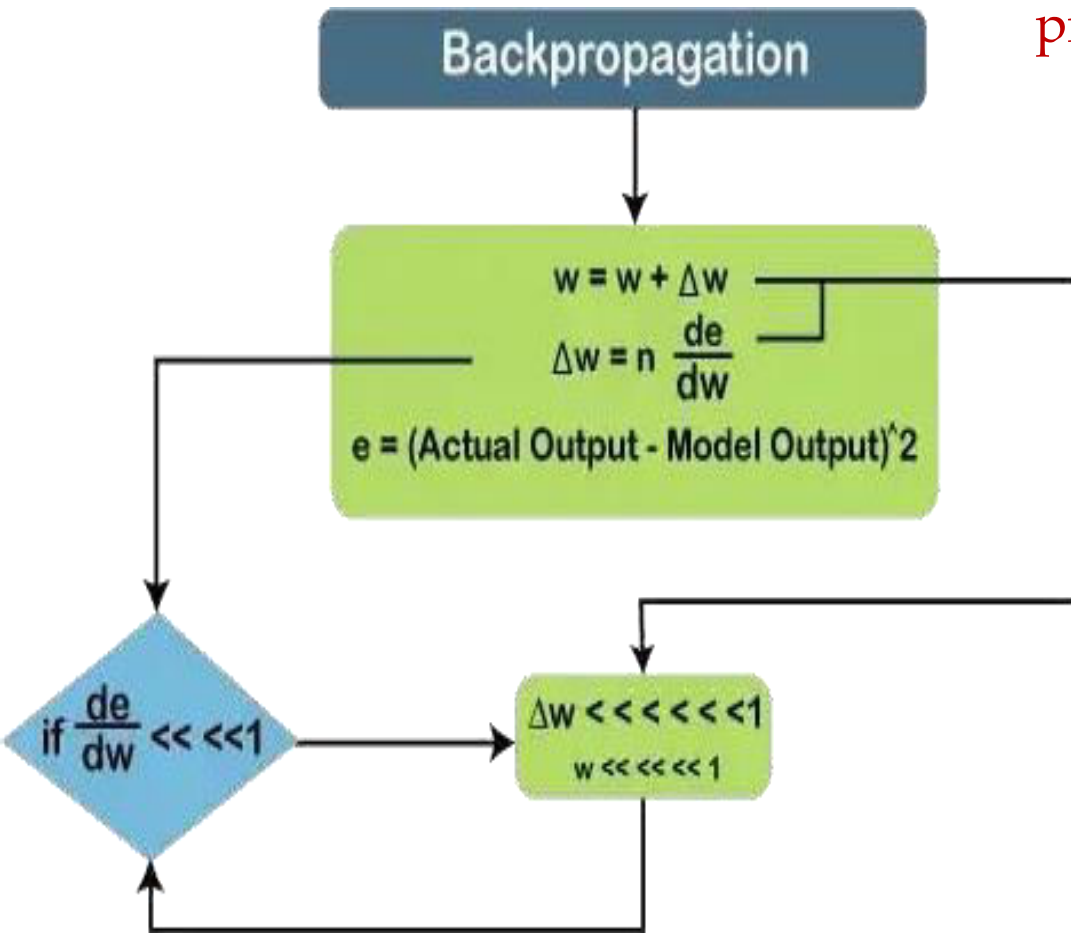 Backpropagation
w = w + Δw
Δw = n de/dw
e = (Actual Output - Model Output)^2
if de/dw << <<1
Δw < < < < < <1
w << << << 1